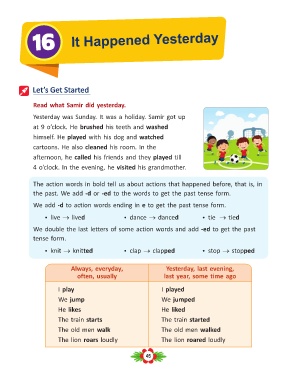 16
It Happened Yesterday
Let's Get Started
Read what Samir did yesterday.
Yesterday was Sunday. It was a holiday. Samir got up
at 9 o'clock. He brushed his teeth and washed
himself. He played with his dog and watched
cartoons. He also cleaned his room. In the
afternoon, he called his friends and they played till
4 o'clock. In the evening, he visited his grandmother.
The action words in bold tell us about actions that happened before, that is, in
the past. We add -d or -ed to the words to get the past tense form.
We add -d to action words ending in e to get the past tense form.
• live → lived • dance → danced • tie → tied
We double the last letters of some action words and add -ed to get the past
tense form.
• knit → knitted • clap → clapped • stop → stopped
Always, everyday,
often, usually
Yesterday, last evening,
last year, some time ago
I play I played
We jump We jumped
He likes He liked
The train starts The train started
The old men walk The old men walked
The lion roars loudly The lion roared loudly
46